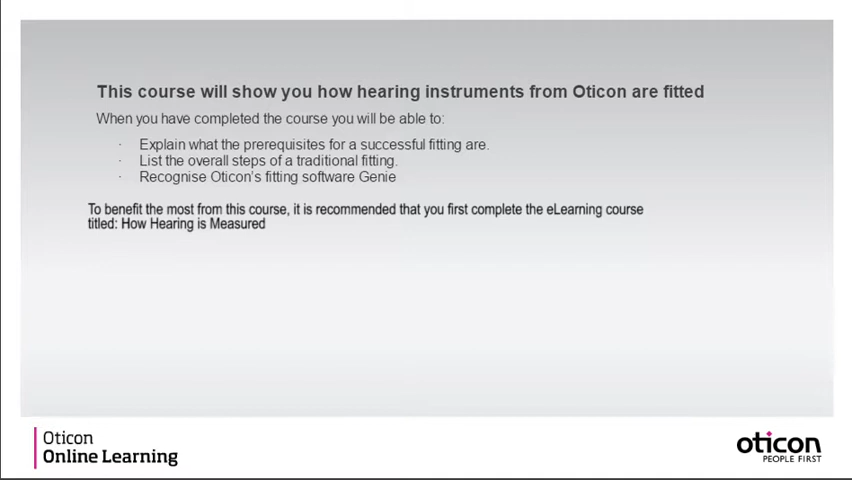 This course will show you how hearing instruments from Oticon are fitted
When you have completed the course you will be able to:
· Explain what the prerequisites for a successful fitting are.
· List the overall steps of a traditional fitting.
· Recognise Oticon's fitting software Genie
To benefit the most from this course, it is recommended that you first complete the eLearning course
titled: How Hearing is Measured
Oticon
Online Learning
oticon
PEOPLE FIRST